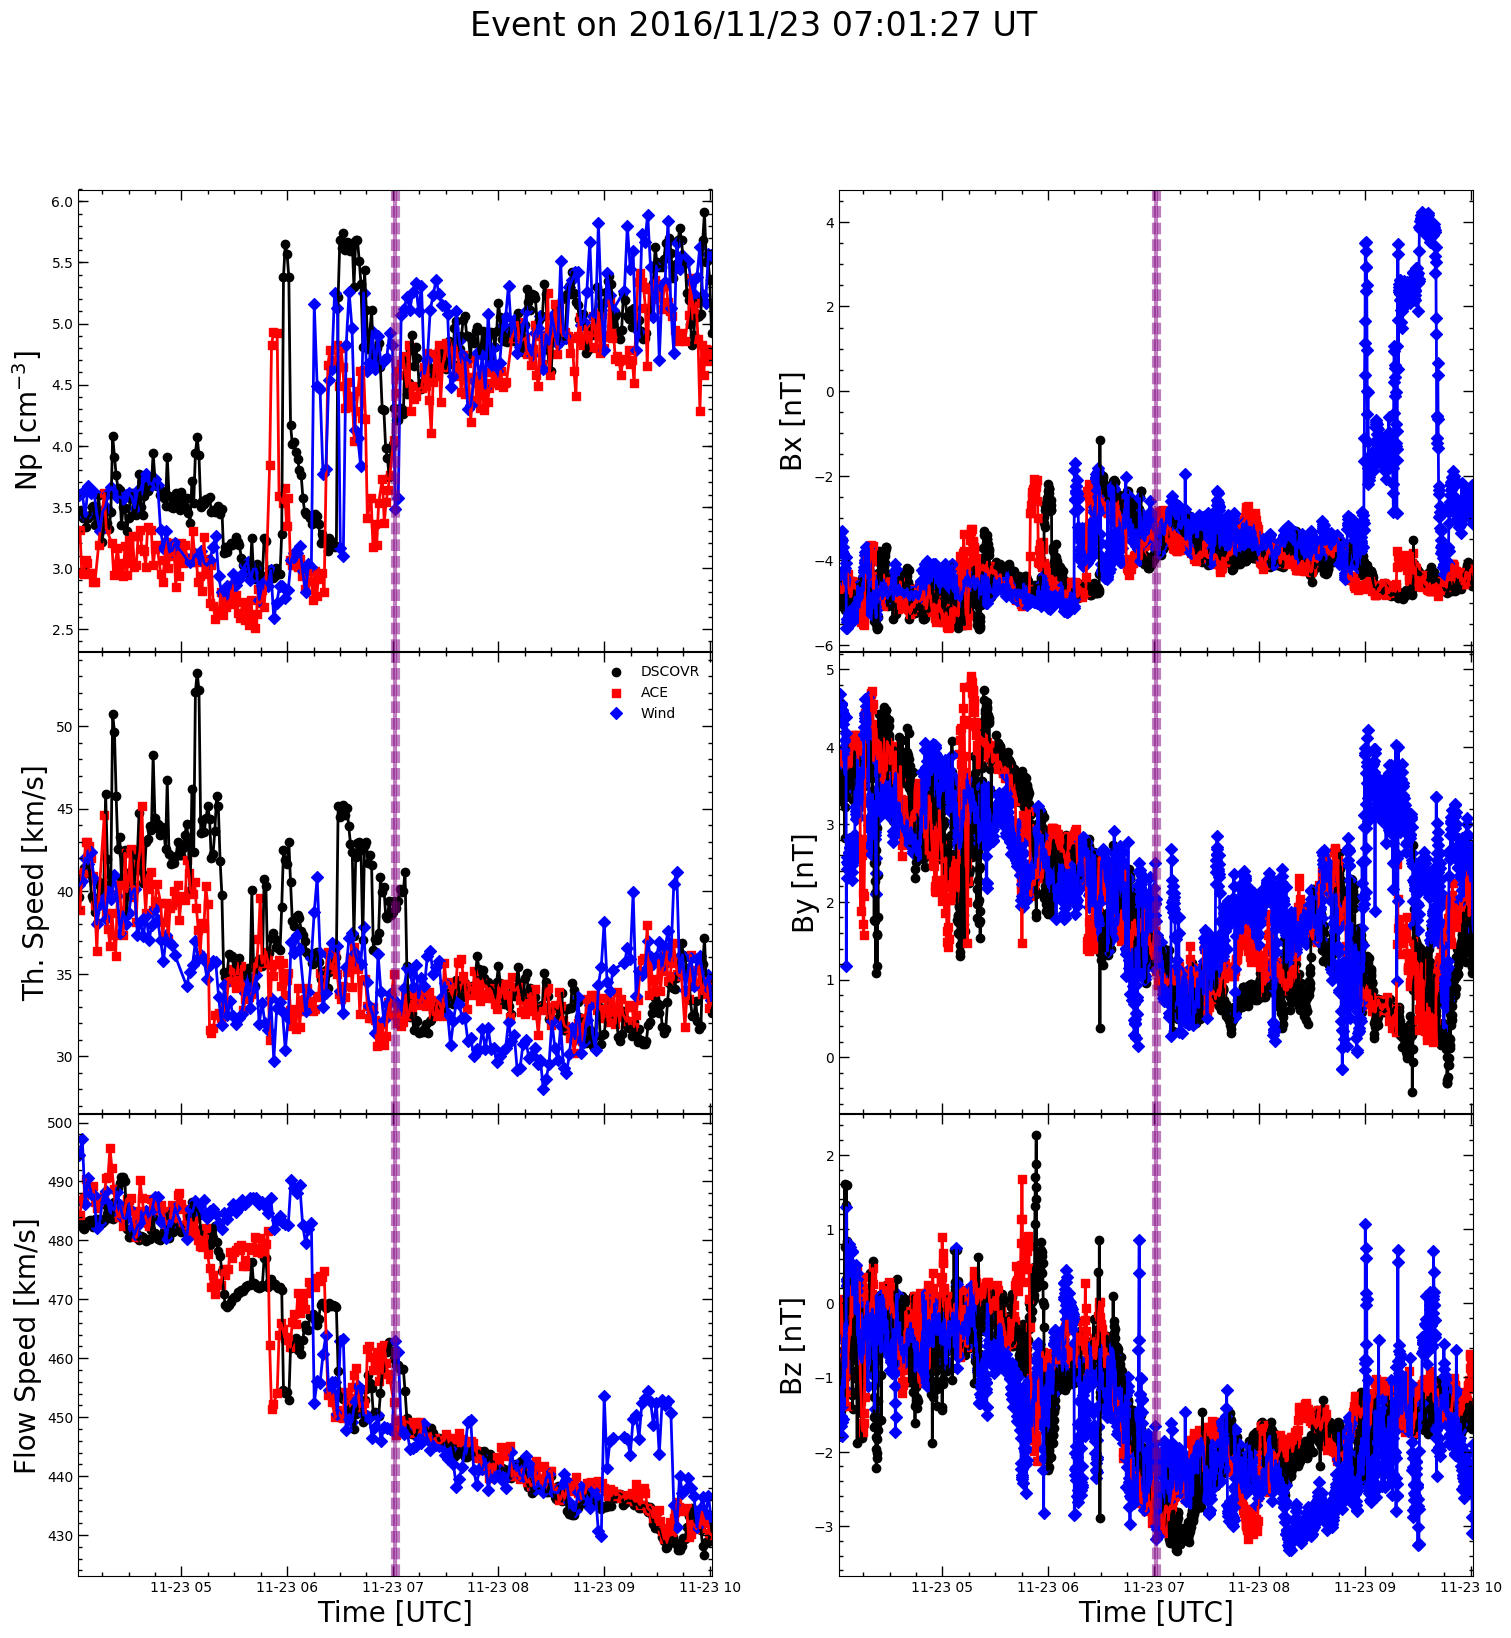 Event on 2016/11/23 07:01:27 UT
Np [cm⁻³]
6.0
5.5
5.0
4.5
4.0
3.5
3.0
2.5
Th. Speed [km/s]
50
45
40
35
30
DSCOVR
ACE
Wind
Flow Speed [km/s]
500
490
480
470
460
450
440
430
11-23 05 11-23 06 11-23 07 11-23 08 11-23 09 11-23 10
Time [UTC]
Bx [nT]
4
2
0
−2
−4
−6
By [nT]
5
4
3
2
1
0
Bz [nT]
2
1
0
−1
−2
−3
11-23 05 11-23 06 11-23 07 11-23 08 11-23 09 11-23 10
Time [UTC]